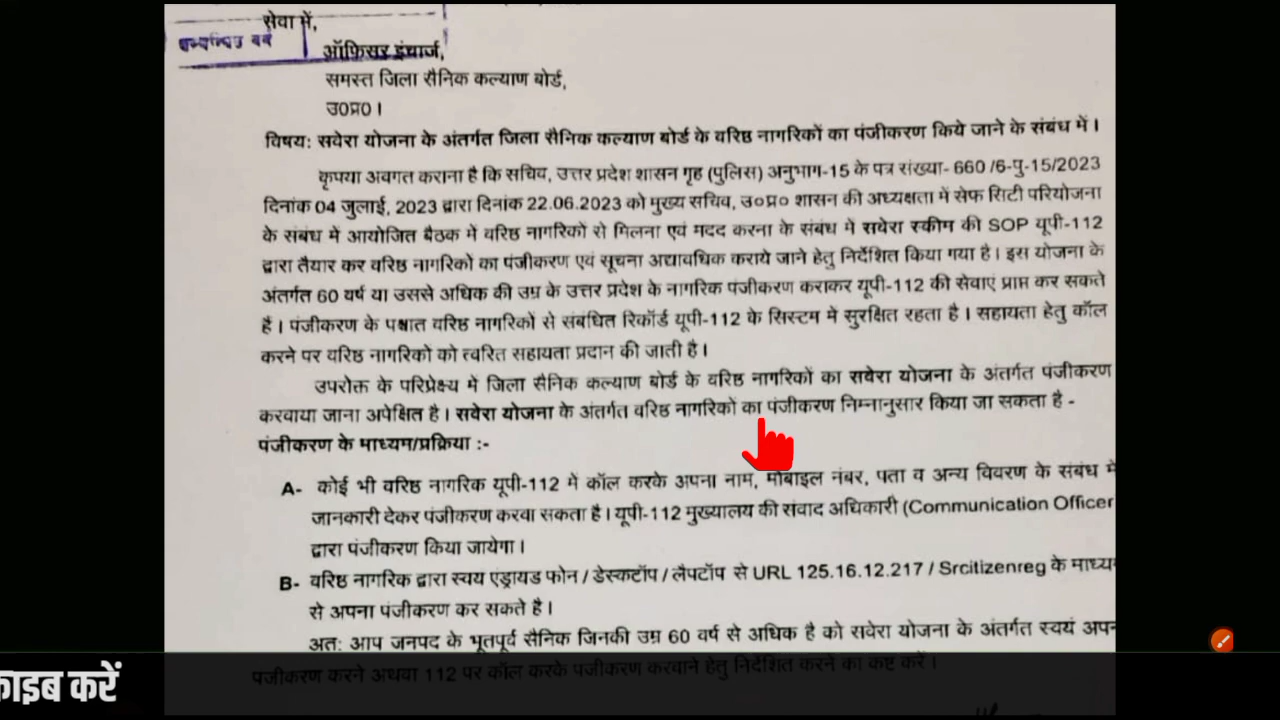 सेवा में,
ऑफिसर इंचार्ज,
समस्त जिला सैनिक कल्याण बोर्ड,
उ0प्र0।
विषय: सवेरा योजना के अंतर्गत जिला सैनिक कल्याण बोर्ड के वरिष्ठ नागरिकों का पंजीकरण किये जाने के संबंध में।
कृपया अवगत कराना है कि सचिव, उत्तर प्रदेश शासन गृह (पुलिस) अनुभाग-15 के पत्र संख्या- 660 /6-पु-15/2023
दिनांक 04 जुलाई, 2023 द्वारा दिनांक 22.06.2023 को मुख्य सचिव, उ०प्र० शासन की अध्यक्षता में सेफ सिटी परियोजना
के संबंध में आयोजित बैठक में वरिष्ठ नागरिकों से मिलना एवं मदद करना के संबंध में सवेरा स्कीम की SOP यूपी-112
द्वारा तैयार कर वरिष्ठ नागरिकों का पंजीकरण एवं सूचना अद्यावधिक कराये जाने हेतु निर्देशित किया गया है। इस योजना के
अंतर्गत 60 वर्ष या उससे अधिक की उम्र के उत्तर प्रदेश के नागरिक पंजीकरण कराकर यूपी-112 की सेवाएं प्राप्त कर सकते
हैं। पंजीकरण के पश्चात वरिष्ठ नागरिकों से संबंधित रिकॉर्ड यूपी-112 के सिस्टम में सुरक्षित रहता है। सहायता हेतु कॉल
करने पर वरिष्ठ नागरिकों को त्वरित सहायता प्रदान की जाती है।
उपरोक्त के परिप्रेक्ष्य में जिला सैनिक कल्याण बोर्ड के वरिष्ठ नागरिकों का सवेरा योजना के अंतर्गत पंजीकरण
करवाया जाना अपेक्षित है। सवेरा योजना के अंतर्गत वरिष्ठ नागरिकों का पंजीकरण निम्नानुसार किया जा सकता है -
पंजीकरण के माध्यम/प्रक्रिया :-
A- कोई भी वरिष्ठ नागरिक यूपी-112 में कॉल करके अपना नाम, मोबाइल नंबर, पता व अन्य विवरण के संबंध में
जानकारी देकर पंजीकरण करवा सकता है। यूपी-112 मुख्यालय की संवाद अधिकारी (Communication Officer
द्वारा पंजीकरण किया जायेगा।
B- वरिष्ठ नागरिक द्वारा स्वयं एंड्रायड फोन / डेस्कटॉप / लैपटॉप से URL 125.16.12.217 / Srcitizenreg के माध्य
से अपना पंजीकरण कर सकते है।
अतः आप जनपद के भूतपूर्व सैनिक जिनकी उम्र 60 वर्ष से अधिक है को सवेरा योजना के अंतर्गत स्वयं अपन
पंजीकरण करने अथवा 112 पर कॉल करके पंजीकरण करवाने हेतु निर्देशित करने का कष्ट करें।
काइब करें